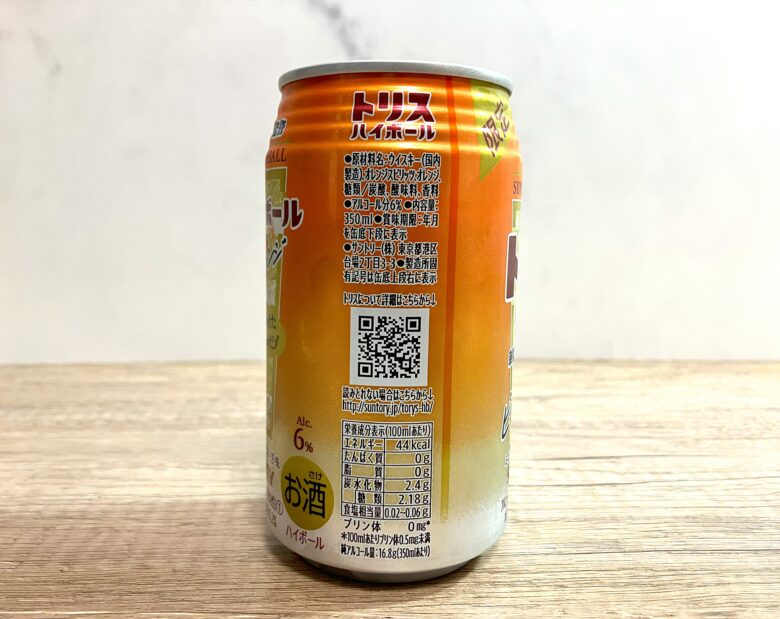 トリス
ハイボール
●原材料名:ウイスキー(国内
製造)、オレンジスピリッツ、オレンジ、
糖類/炭酸、酸味料、香料
●アルコール分6% ●内容量:
350ml ●賞味期限:年月
を缶底下段に表示
●サントリー(株) 東京都港区
台場2丁目3-3 ●製造所固
有記号は缶底上段右に表示
トリスについて詳細はこちらから↓
読みとれない場合はこちらから↓
http://suntory.jp/torys_hb/
栄養成分表示(100mlあたり)
エネルギー 44kcal
たんぱく質 0g
脂質 0g
炭水化物 2.4g
糖類 2.18g
食塩相当量 0.02~0.06g
プリン体 0mg*
*100mlあたりプリン体0.5mg未満
純アルコール量:16.8g(350mlあたり)
Alc.
6%
さけ
お酒
ハイボール
ボール
ンジ
限定